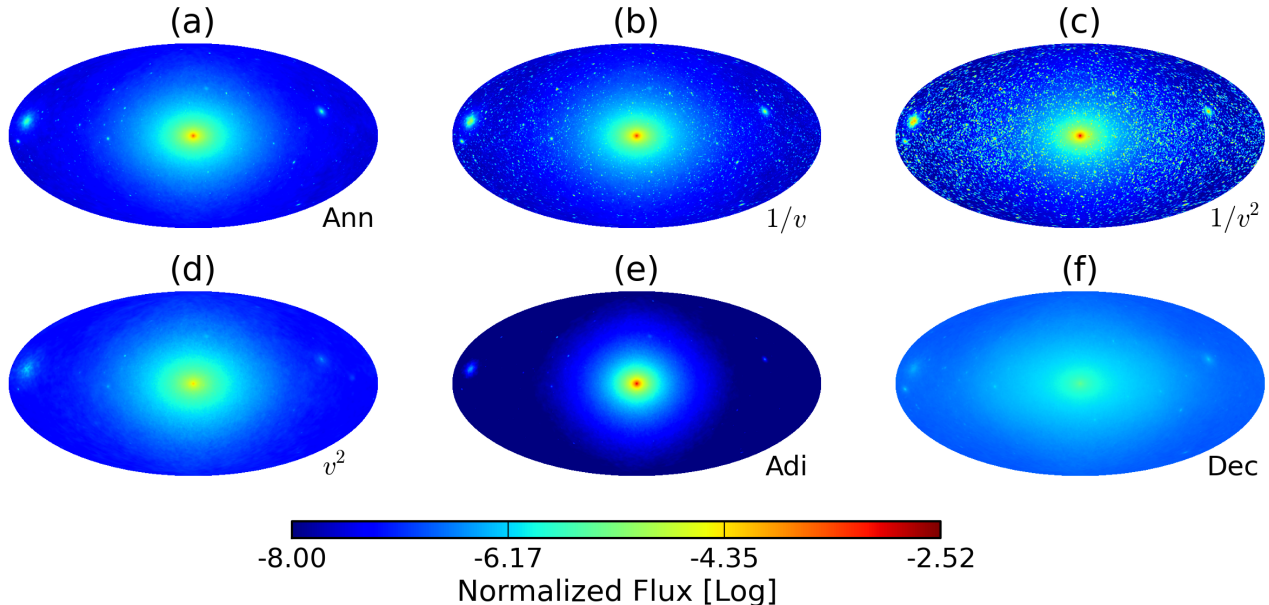 (a) (b) (c)
Ann 1/v 1/v²
(d) (e) (f)
v² Adi Dec
-8.00 -6.17 -4.35 -2.52
Normalized Flux [Log]